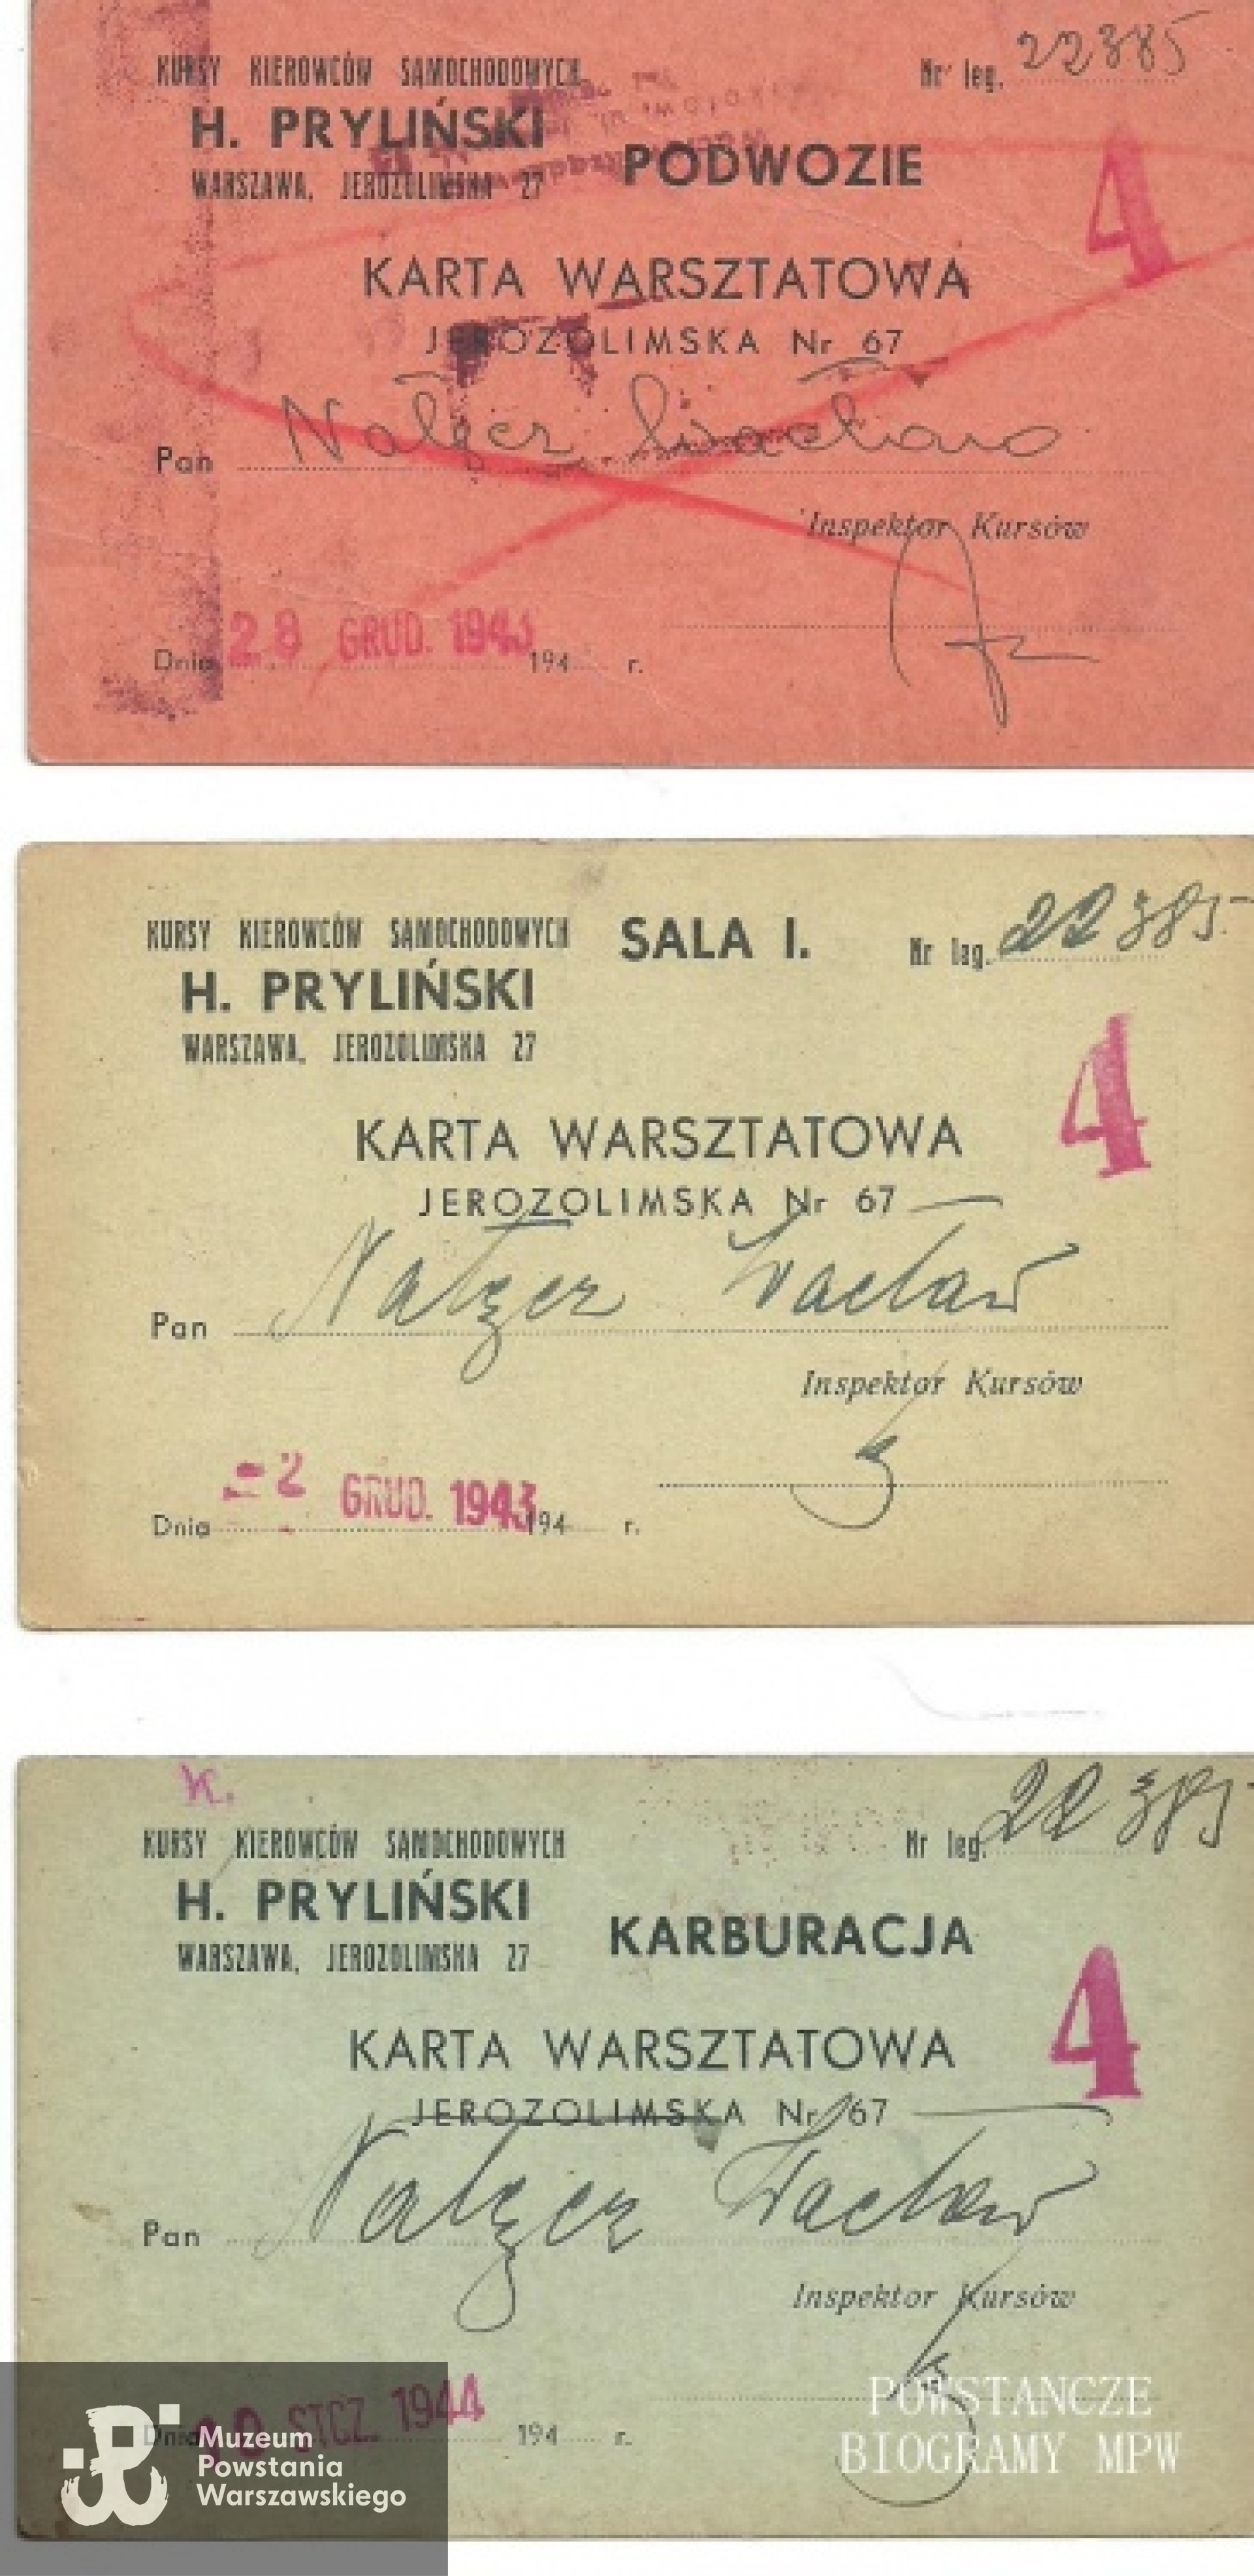 KURSY KIEROWCÓW SAMOCHODOWYCH
Nr leg. 22385
H. PRYLIŃSKI
WARSZAWA, JEROZOLIMSKA 27
PODWOZIE
4
KARTA WARSZTATOWA
JEROZOLIMSKA Nr 67
Pan Nałęcz Wacław
Inspektor Kursów
Dnia 28 GRUD. 1943 194 r.
KURSY KIEROWCÓW SAMOCHODOWYCH
SALA I.
Nr leg. 22385
H. PRYLIŃSKI
WARSZAWA, JEROZOLIMSKA 27
4
KARTA WARSZTATOWA
JEROZOLIMSKA Nr 67
Pan Nałęcz Wacław
Inspektor Kursów
Dnia -2 GRUD. 1943 194 r.
K.
KURSY KIEROWCÓW SAMOCHODOWYCH
Nr leg. 22385
H. PRYLIŃSKI
WARSZAWA, JEROZOLIMSKA 27
KARBURACJA
4
KARTA WARSZTATOWA
JEROZOLIMSKA Nr 67
Pan Nałęcz Wacław
Inspektor Kursów
Dnia 10 STCZ. 1944 194 r.
Muzeum
Powstania
Warszawskiego
POWSTAŃCZE
BIOGRAMY MPW